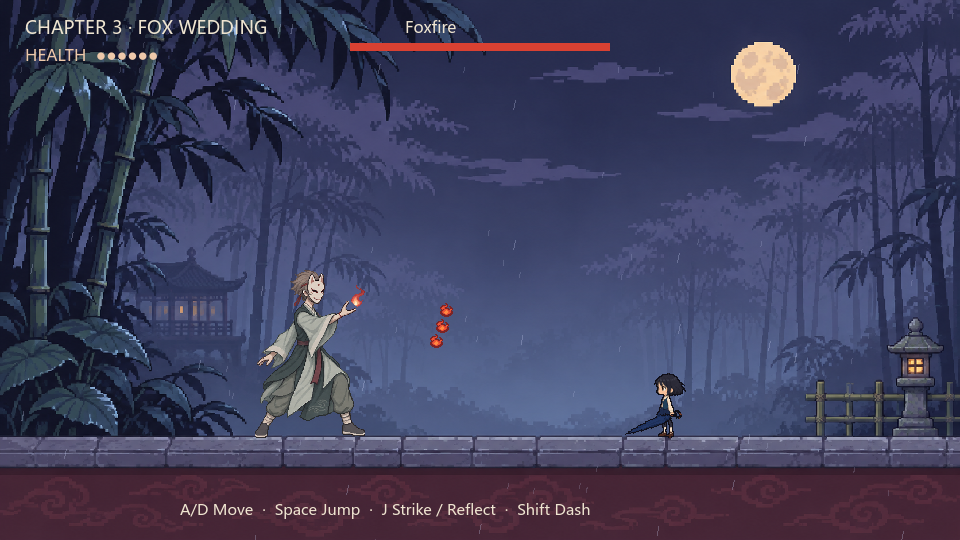 CHAPTER 3 · FOX WEDDING
HEALTH
Foxfire
A/D Move · Space Jump · J Strike / Reflect · Shift Dash